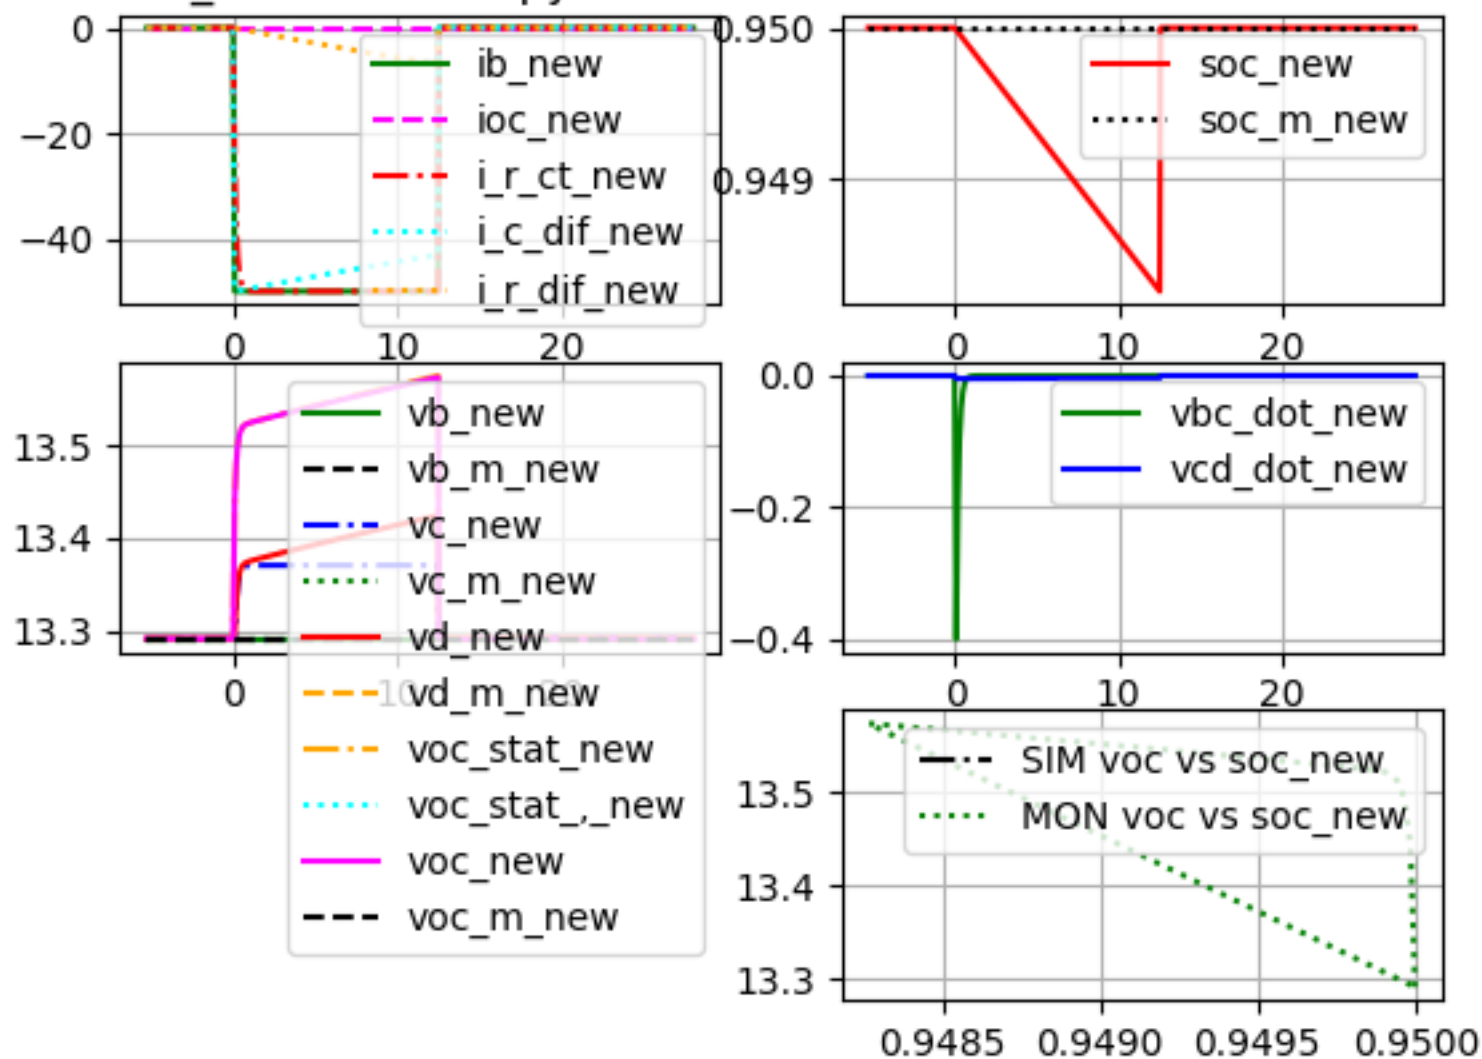 0
−20
−40
0
10
20
ib_new
ioc_new
i_r_ct_new
i_c_dif_new
i_r_dif_new
0.950
0.949
0
10
20
soc_new
soc_m_new
13.5
13.4
13.3
0
10
20
vb_new
vb_m_new
vc_new
vc_m_new
vd_new
vd_m_new
voc_stat_new
voc_stat_,_new
voc_new
voc_m_new
0.0
−0.2
−0.4
0
10
20
vbc_dot_new
vcd_dot_new
13.5
13.4
13.3
0.9485
0.9490
0.9495
0.9500
SIM voc vs soc_new
MON voc vs soc_new